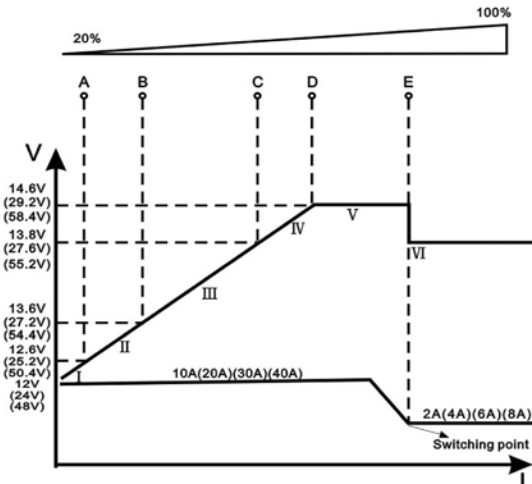 20%
100%
A B C D E
V
14.6V
(29.2V)
(58.4V)
13.8V
(27.6V)
(55.2V)
13.6V
(27.2V)
(54.4V)
12.6V
(25.2V)
(50.4V)
12V
(24V)
(48V)
I
II
III
IV
V
VI
10A(20A)(30A)(40A)
2A(4A)(6A)(8A)
Switching point